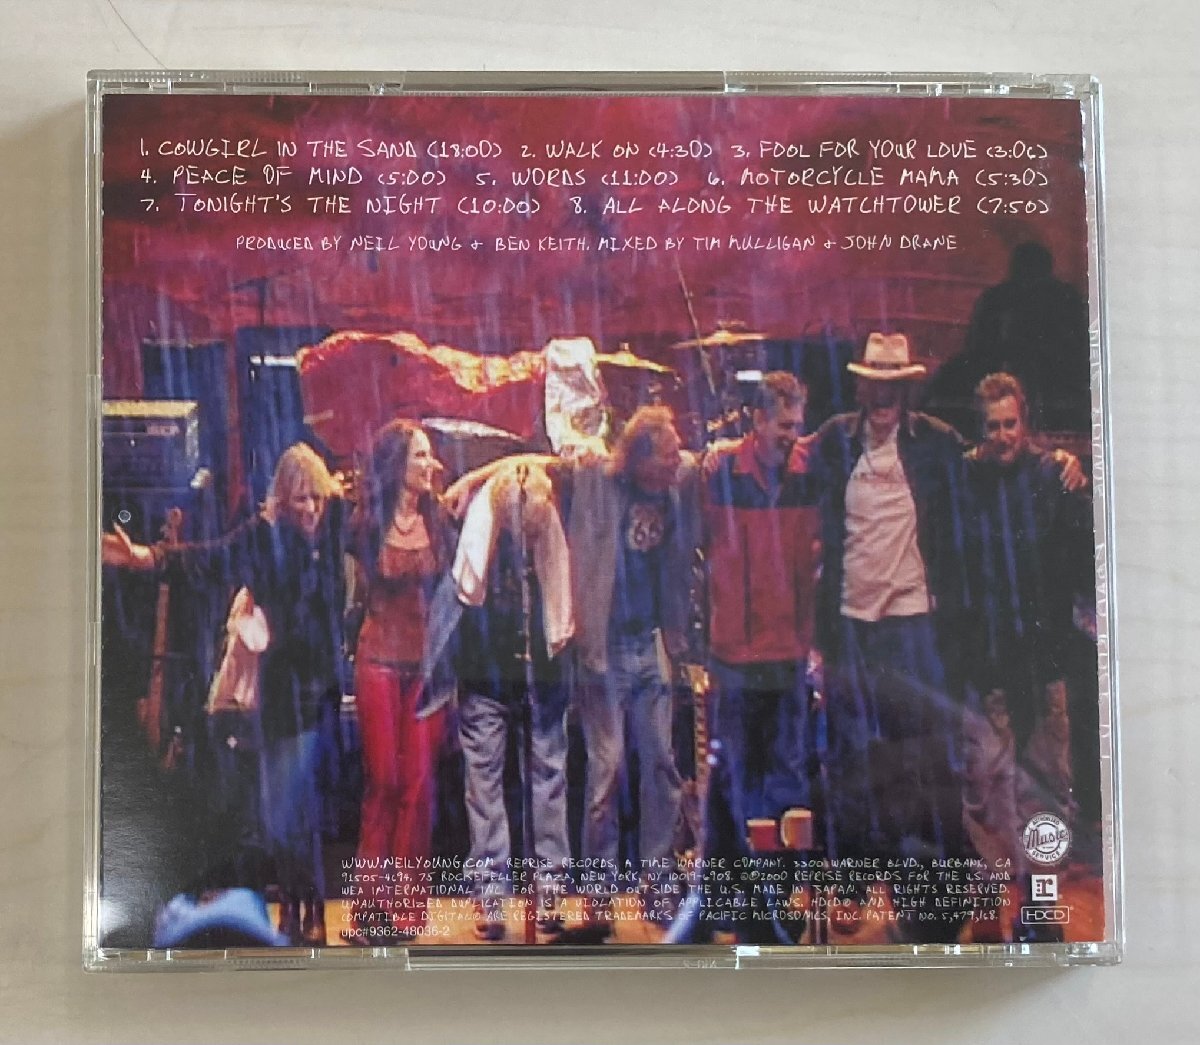 1. COWGIRL IN THE SAND (18:00) 2. WALK ON (4:30) 3. FOOL FOR YOUR LOVE (3:06)
4. PEACE OF MIND (5:00) 5. WORDS (11:00) 6. MOTORCYCLE MAMA (5:30)
7. TONIGHT'S THE NIGHT (10:00) 8. ALL ALONG THE WATCHTOWER (7:50)
PRODUCED BY NEIL YOUNG + BEN KEITH. MIXED BY TIM MULLIGAN + JOHN DRANE
66
WWW.NEILYOUNG.COM REPRISE RECORDS, A TIME WARNER COMPANY. 3300 WARNER BLVD., BURBANK, CA
91505-4694. 75 ROCKEFELLER PLAZA, NEW YORK, NY 10019-6908. ©℗2000 REPRISE RECORDS FOR THE U.S. AND
WEA INTERNATIONAL INC. FOR THE WORLD OUTSIDE THE U.S. MADE IN JAPAN. ALL RIGHTS RESERVED.
UNAUTHORIZED DUPLICATION IS A VIOLATION OF APPLICABLE LAWS. HDCD® AND HIGH DEFINITION
COMPATIBLE DIGITAL® ARE REGISTERED TRADEMARKS OF PACIFIC MICROSONICS, INC. PATENT NO. 5,479,168.
upc#9362-48036-2
AUTHORIZED
Music
SERVICE
R
HDCD